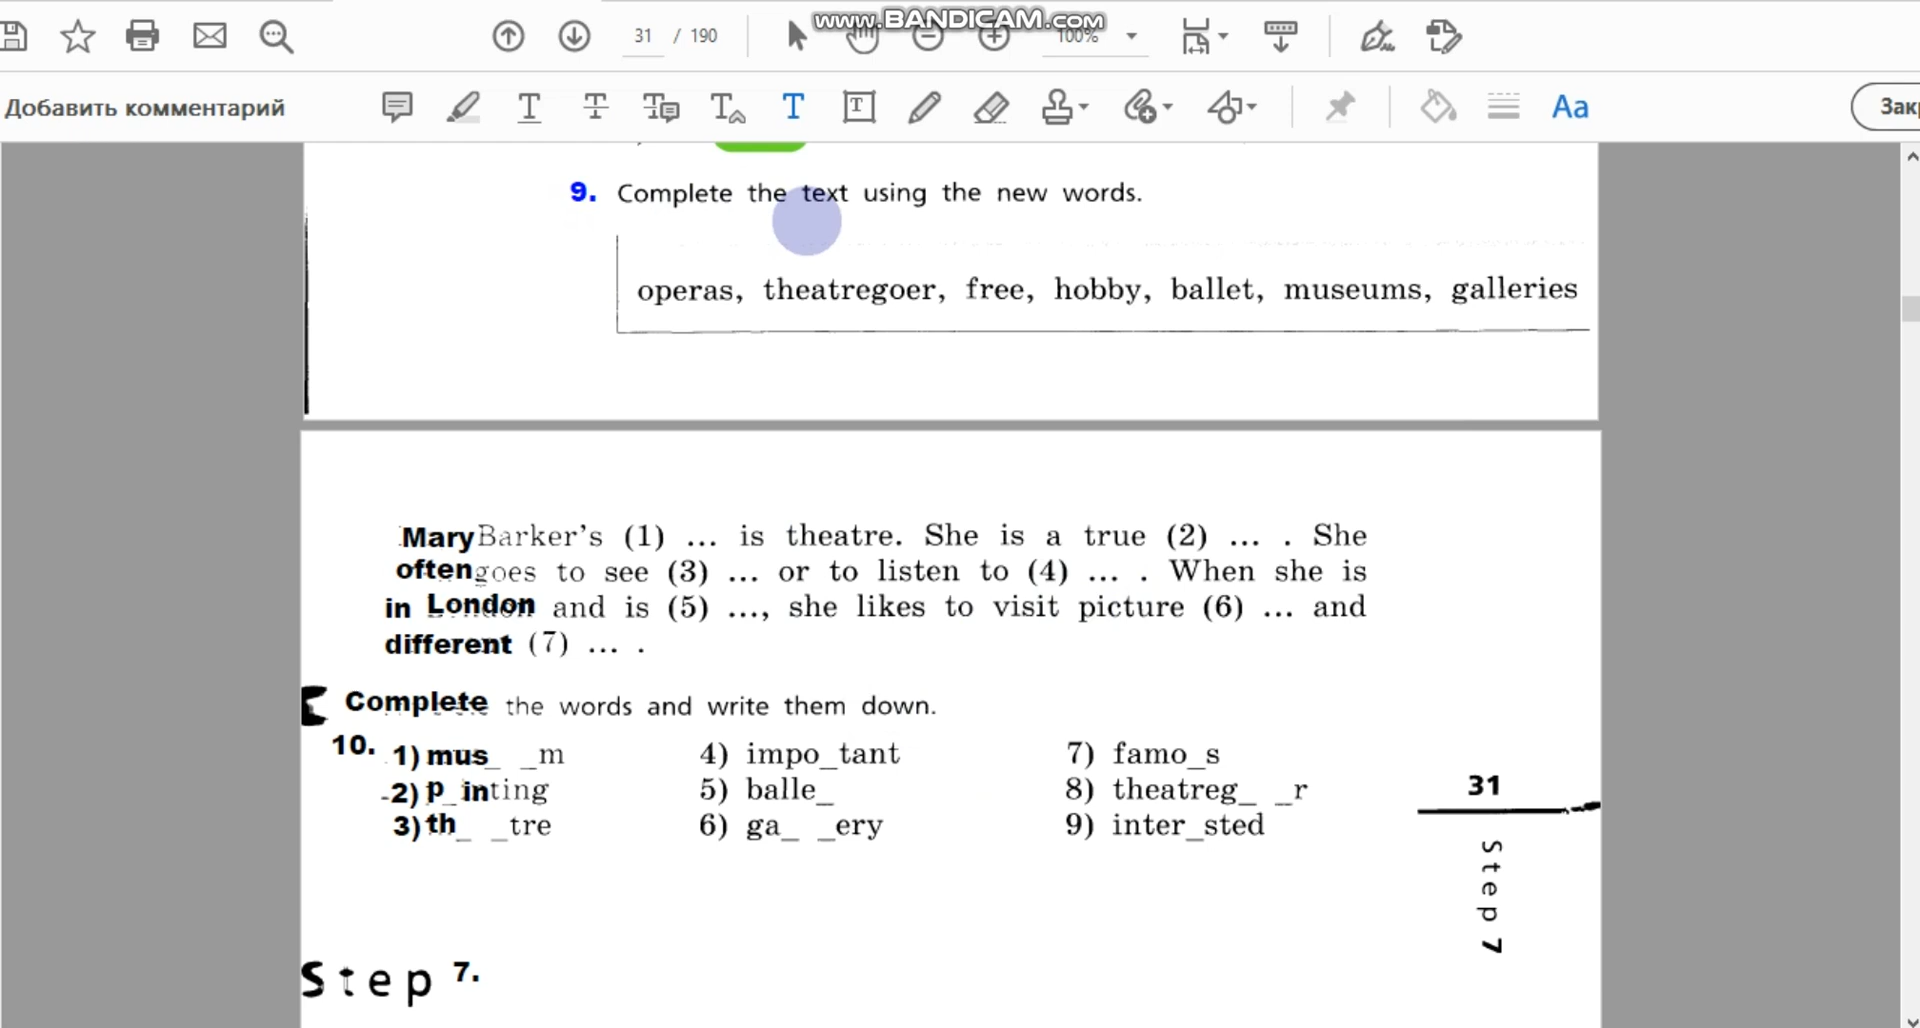 www.BANDICAM.com
31 / 190
100%
Добавить комментарий
Aa
Зак
9. Complete the text using the new words.
operas, theatregoer, free, hobby, ballet, museums, galleries
Mary Barker's (1) ... is theatre. She is a true (2) ... . She
often goes to see (3) ... or to listen to (4) ... . When she is
in London and is (5) ..., she likes to visit picture (6) ... and
different (7) ... .
Complete the words and write them down.
10. 1) mus_ _m 4) impo_tant 7) famo_s
2) p_inting 5) balle_ 8) theatreg_ _r
3) th_ _tre 6) ga_ _ery 9) inter_sted
31
Step 7
Step 7.